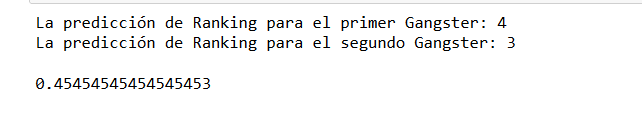 La predicción de Ranking para el primer Gangster: 4
La predicción de Ranking para el segundo Gangster: 3
0.45454545454545453